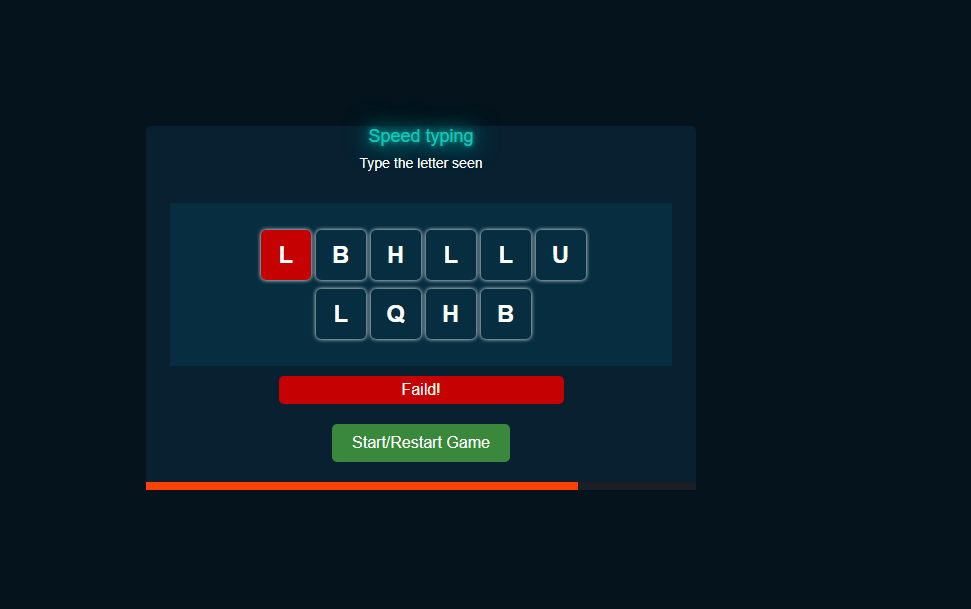 Speed typing
Type the letter seen
L B H L L U
L Q H B
Faild!
Start/Restart Game